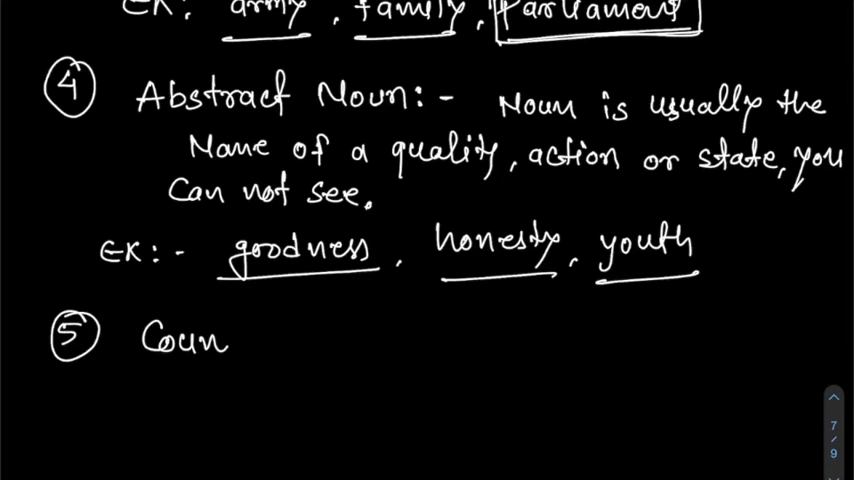 Ex: army, family, Parliament
4 Abstract Noun:- Noun is usually the
Name of a quality, action or state, you
Can not see.
Ex:- goodness, honesty, youth
5 Coun
7/9